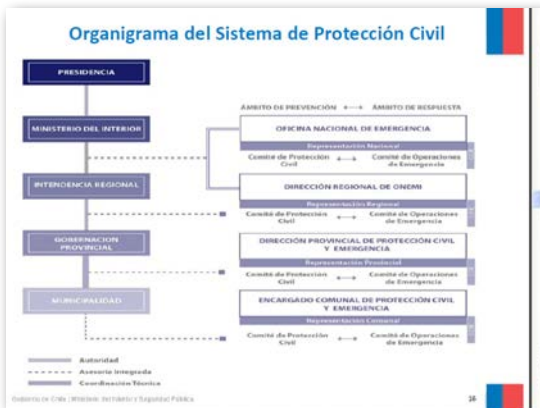 Organigrama del Sistema de Protección Civil
PRESIDENCIA
MINISTERIO DEL INTERIOR
INTENDENCIA REGIONAL
GOBERNACION
PROVINCIAL
MUNICIPALIDAD
ÁMBITO DE PREVENCIÓN ÁMBITO DE RESPUESTA
OFICINA NACIONAL DE EMERGENCIA
Representación Nacional
Comité de Protección
Civil
Comité de Operaciones
de Emergencia
DIRECCIÓN REGIONAL DE ONEMI
Representación Regional
Comité de Protección
Civil
Comité de Operaciones
de Emergencia
DIRECCIÓN PROVINCIAL DE PROTECCIÓN CIVIL
Y EMERGENCIA
Representación Provincial
Comité de Protección
Civil
Comité de Operaciones
de Emergencia
ENCARGADO COMUNAL DE PROTECCIÓN CIVIL
Y EMERGENCIA
Representación Comunal
Comité de Protección
Civil
Comité de Operaciones
de Emergencia
Autoridad
Asesoría Integrada
Coordinación Técnica
Gobierno de Chile | Ministerio del Interior y Seguridad Pública
16